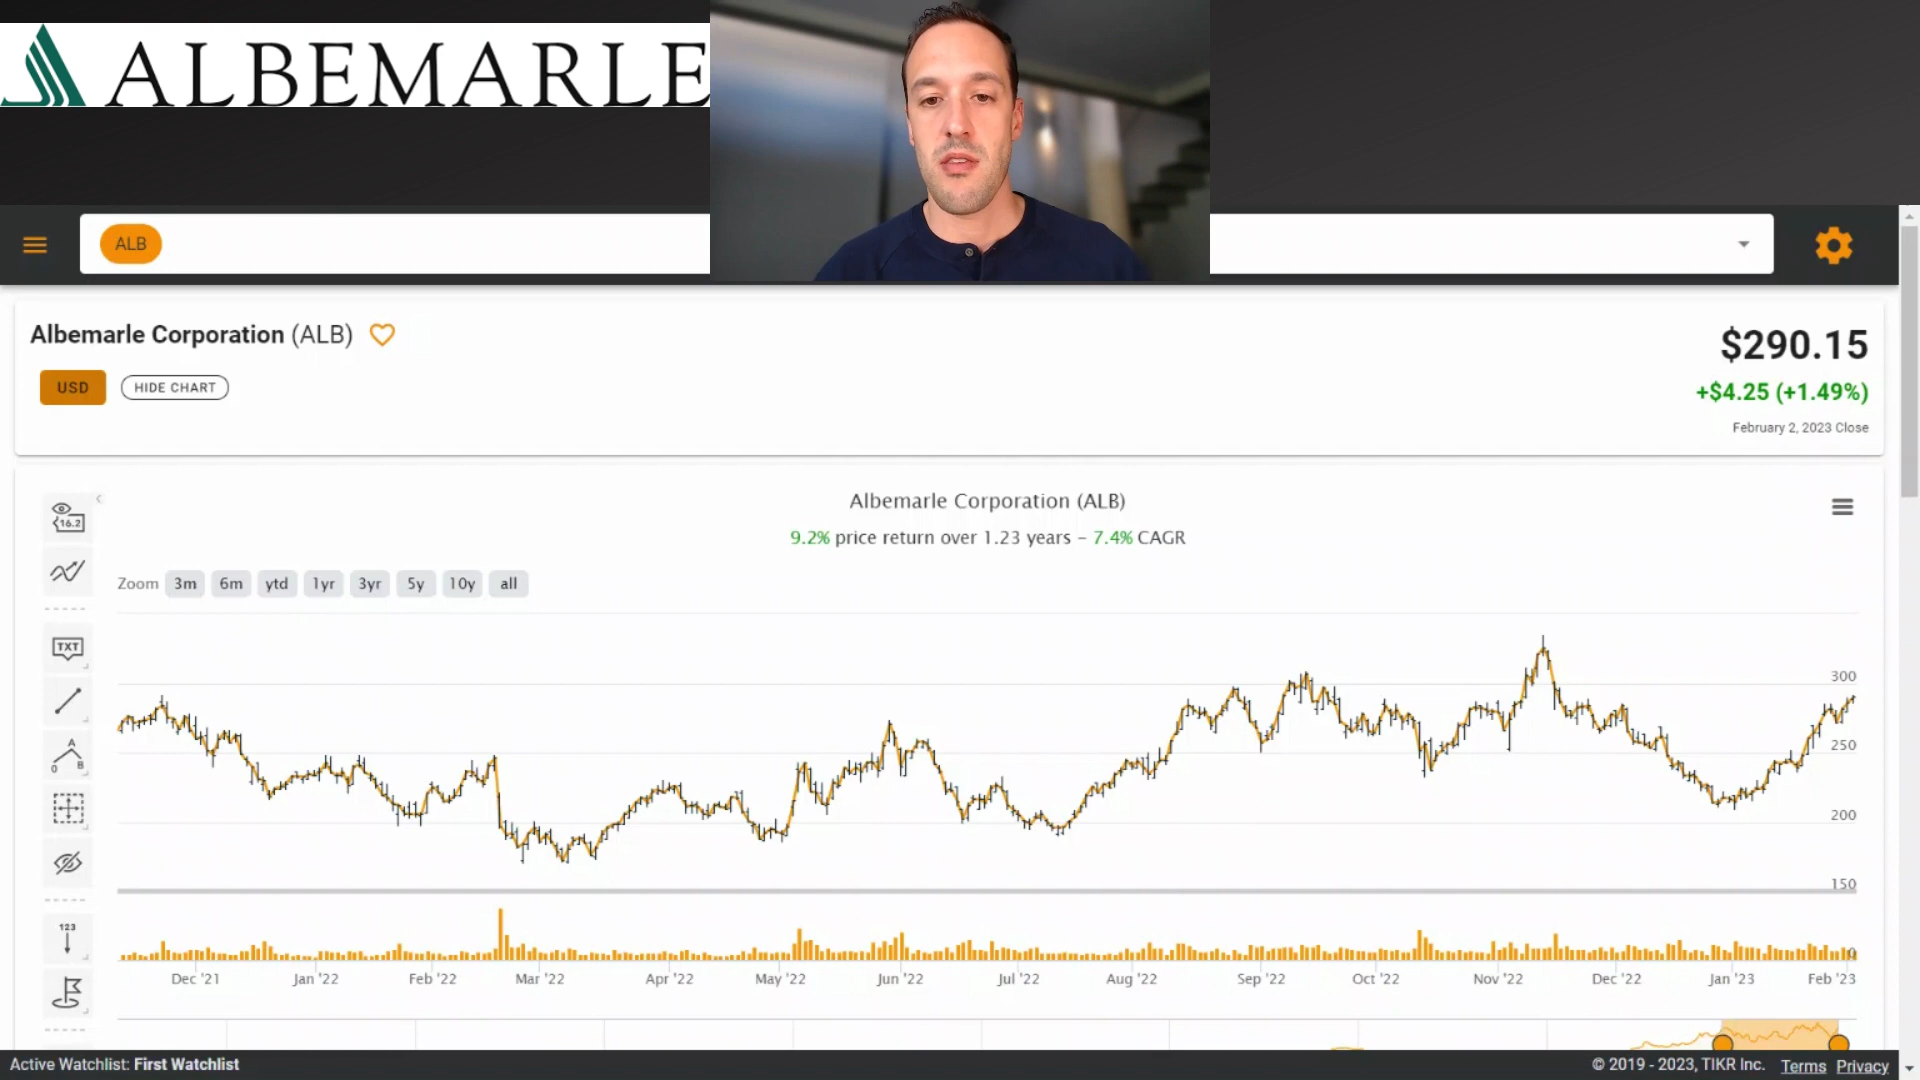 ALBEMARLE
ALB
Albemarle Corporation (ALB)
USD
HIDE CHART
$290.15
+$4.25 (+1.49%)
February 2, 2023 Close
Albemarle Corporation (ALB)
9.2% price return over 1.23 years – 7.4% CAGR
Zoom 3m 6m ytd 1yr 3yr 5y 10y all
16.2
TXT
A
0 B
123
300
250
200
150
0
Dec '21 Jan '22 Feb '22 Mar '22 Apr '22 May '22 Jun '22 Jul '22 Aug '22 Sep '22 Oct '22 Nov '22 Dec '22 Jan '23 Feb '23
Active Watchlist: First Watchlist
© 2019 - 2023, TIKR Inc. Terms Privacy